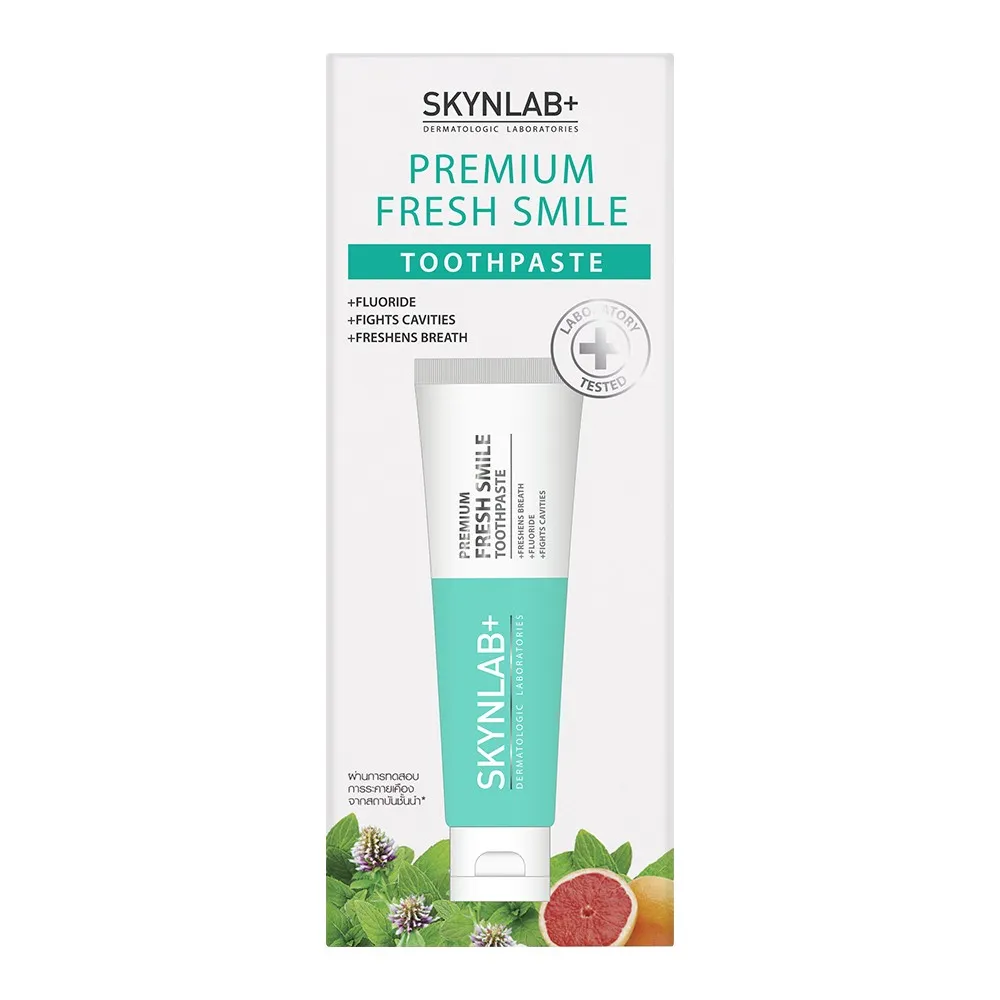 SKYNLAB+
DERMATOLOGIC LABORATORIES
PREMIUM
FRESH SMILE
TOOTHPASTE
+FLUORIDE
+FIGHTS CAVITIES
+FRESHENS BREATH
LABORATORY
TESTED
PREMIUM
FRESH SMILE
TOOTHPASTE
+FRESHENS BREATH
+FLUORIDE
+FIGHTS CAVITIES
SKYNLAB+
DERMATOLOGIC LABORATORIES
ผ่านการทดสอบ
การระคายเคือง
จากสถาบันชั้นนำ*